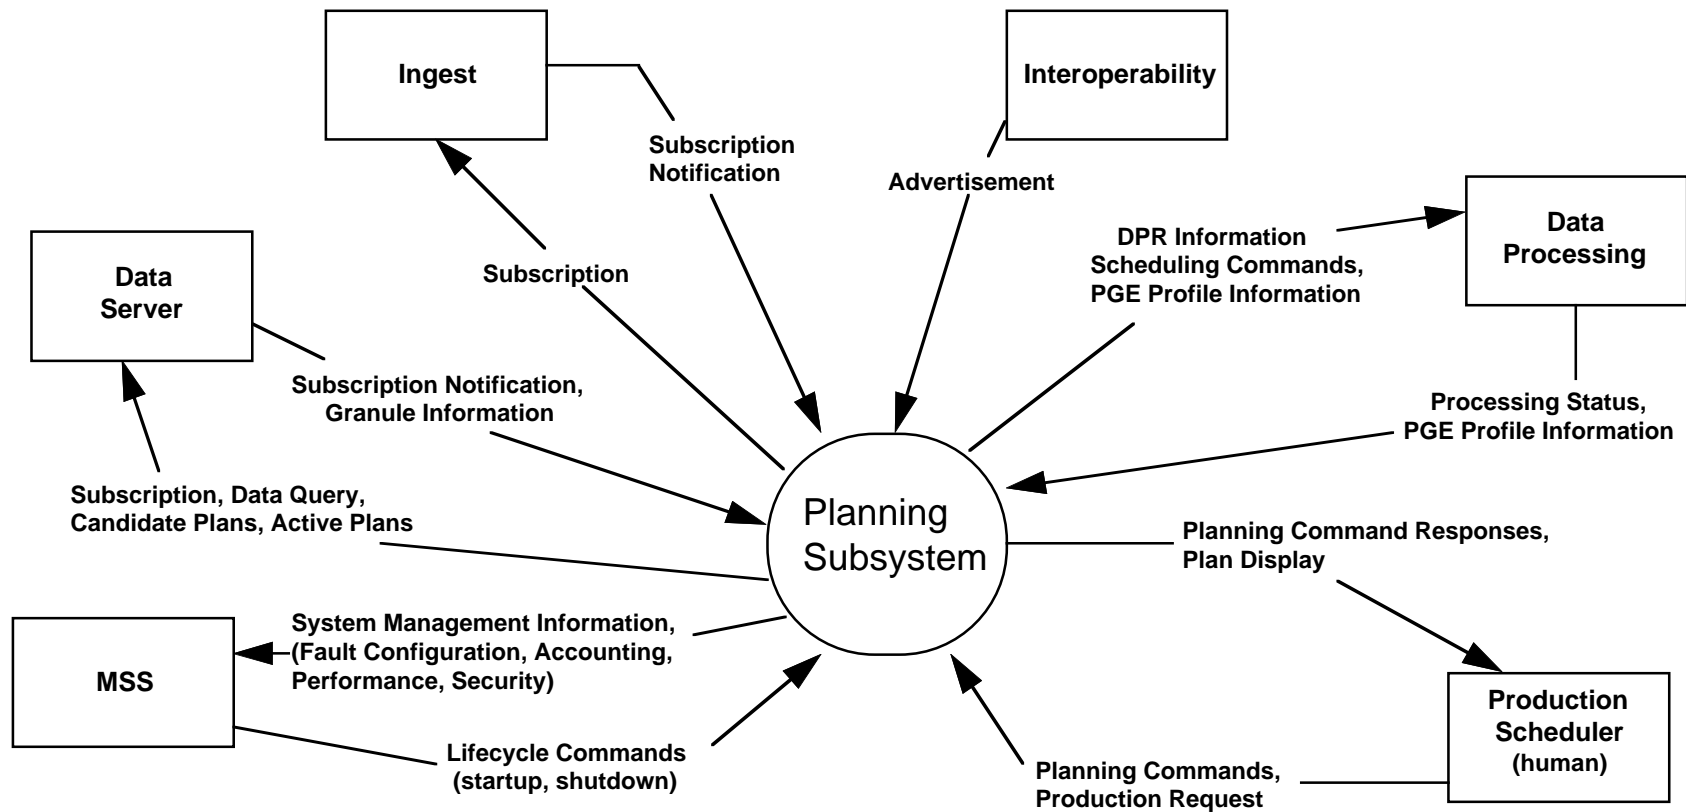 Ingest
Interoperability
Subscription
Notification
Advertisement
Data
Processing
DPR Information
Scheduling Commands,
PGE Profile Information
Data
Server
Subscription
Subscription Notification,
Granule Information
Processing Status,
PGE Profile Information
Subscription, Data Query,
Candidate Plans, Active Plans
Planning
Subsystem
Planning Command Responses,
Plan Display
System Management Information,
(Fault Configuration, Accounting,
Performance, Security)
MSS
Production
Scheduler
(human)
Lifecycle Commands
(startup, shutdown)
Planning Commands,
Production Request